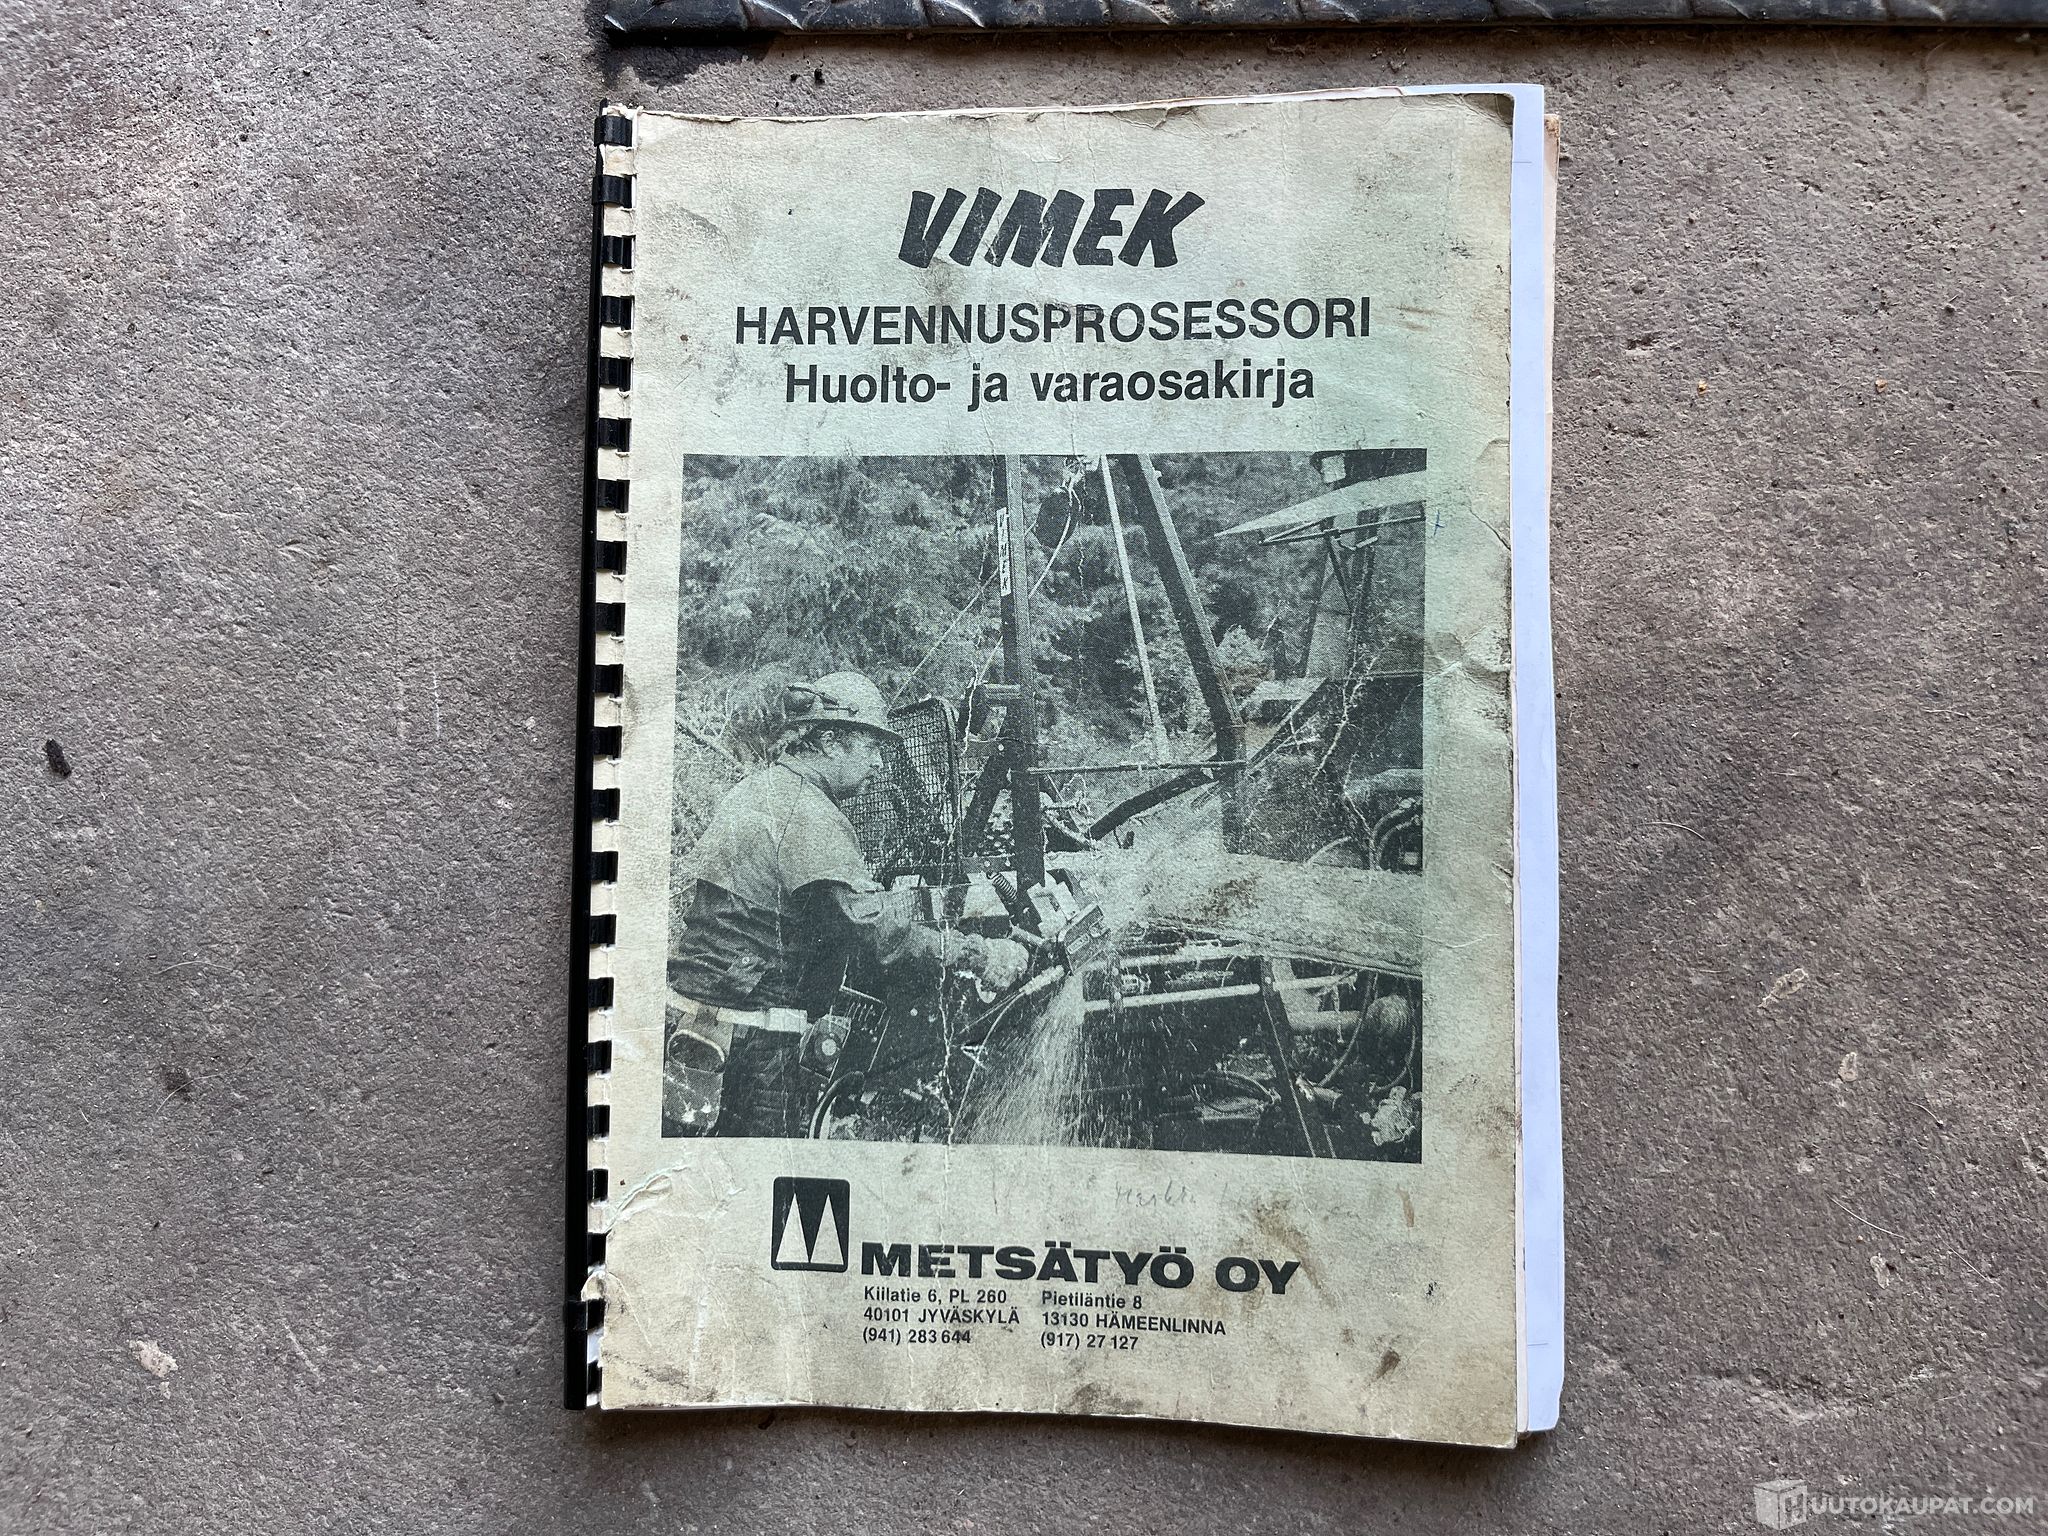 VIMEK
HARVENNUSPROSESSORI
Huolto- ja varaosakirja
METSÄTYÖ OY
Kiilatie 6, PL 260
40101 JYVÄSKYLÄ
(941) 283 644
Pietiläntie 8
13130 HÄMEENLINNA
(917) 27 127
HUUTOKAUPAT.COM